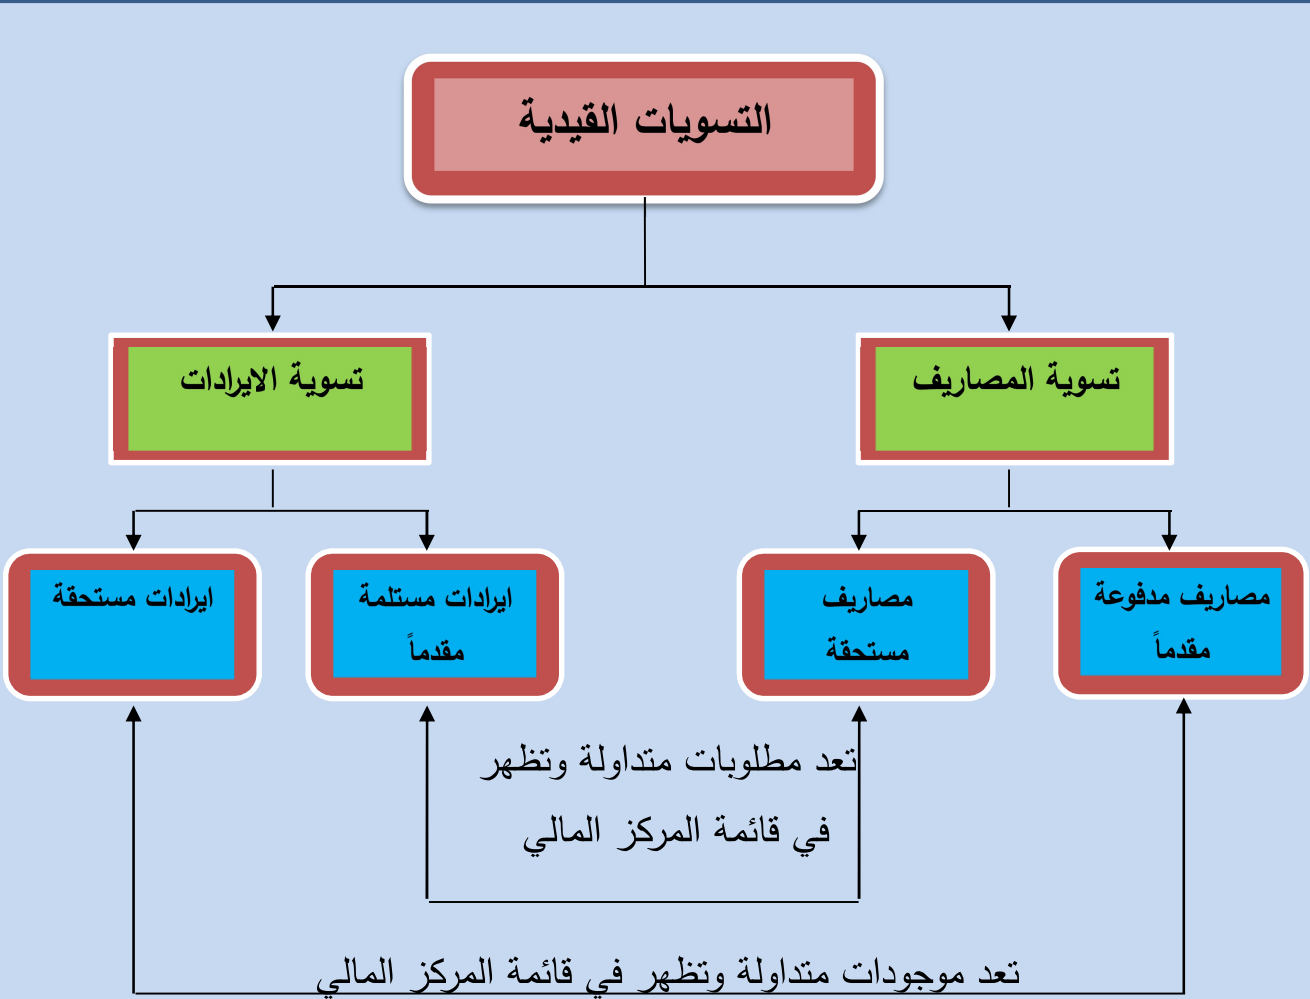 التسويات القيدية
تسوية المصاريف
تسوية الايرادات
مصاريف مدفوعة
مقدماً
مصاريف
مستحقة
ايرادات مستلمة
مقدماً
ايرادات مستحقة
تعد مطلوبات متداولة وتظهر
في قائمة المركز المالي
تعد موجودات متداولة وتظهر في قائمة المركز المالي